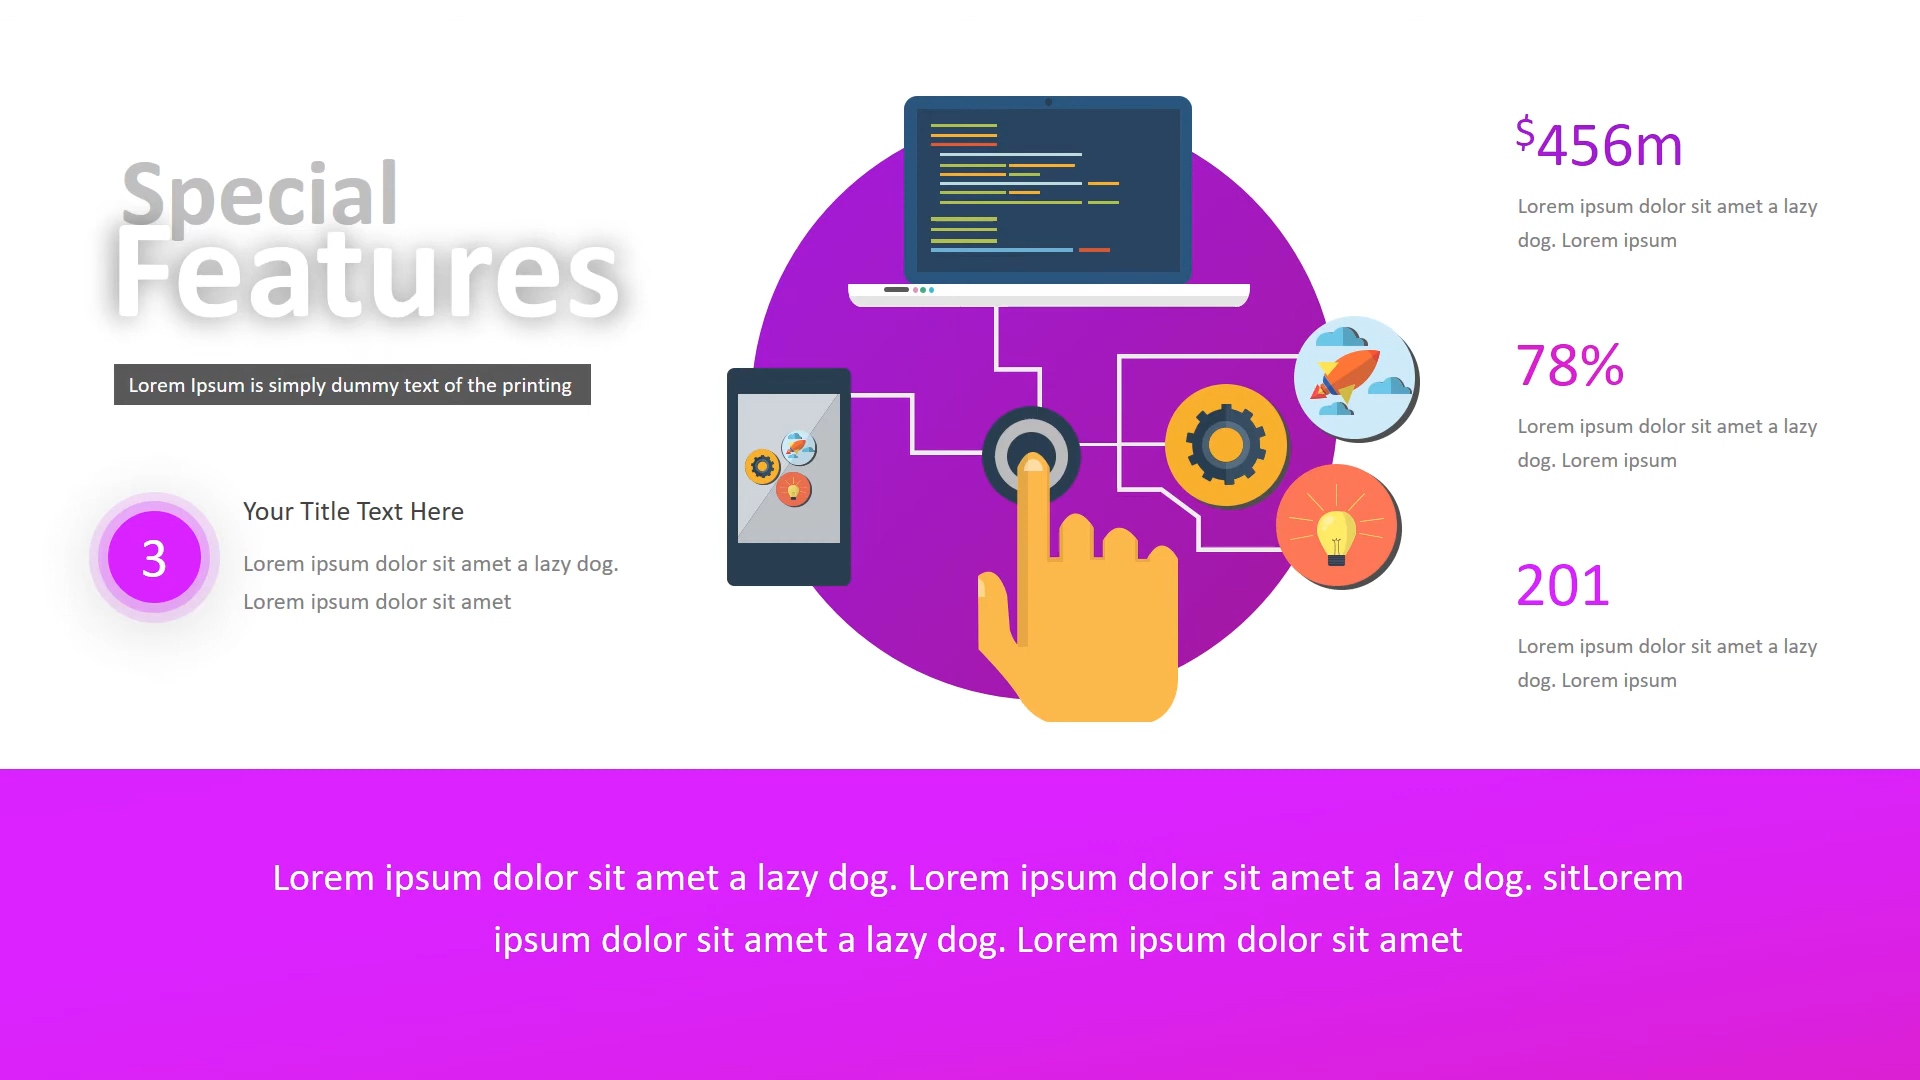 Special
Features
Lorem Ipsum is simply dummy text of the printing
3
Your Title Text Here
Lorem ipsum dolor sit amet a lazy dog.
Lorem ipsum dolor sit amet
$456m
Lorem ipsum dolor sit amet a lazy
dog. Lorem ipsum
78%
Lorem ipsum dolor sit amet a lazy
dog. Lorem ipsum
201
Lorem ipsum dolor sit amet a lazy
dog. Lorem ipsum
Lorem ipsum dolor sit amet a lazy dog. Lorem ipsum dolor sit amet a lazy dog. sitLorem
ipsum dolor sit amet a lazy dog. Lorem ipsum dolor sit amet